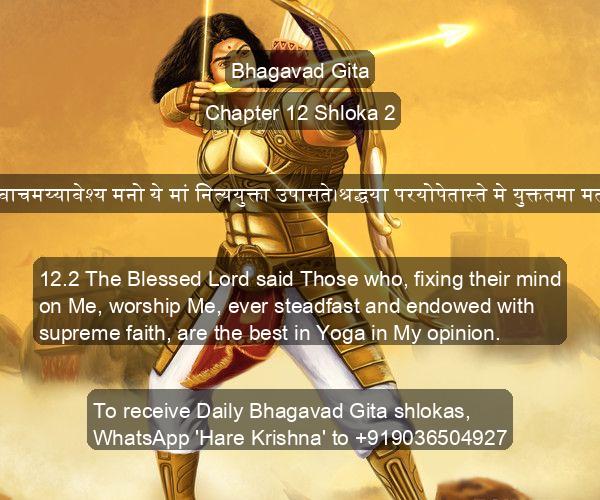 Bhagavad Gita
Chapter 12 Shloka 2
मय्यावेश्य मनो ये मां नित्ययुक्ता उपासते।श्रद्धया परयोपेतास्ते मे युक्ततमा
12.2 The Blessed Lord said Those who, fixing their mind
on Me, worship Me, ever steadfast and endowed with
supreme faith, are the best in Yoga in My opinion.
To receive Daily Bhagavad Gita shlokas,
WhatsApp 'Hare Krishna' to +919036504927